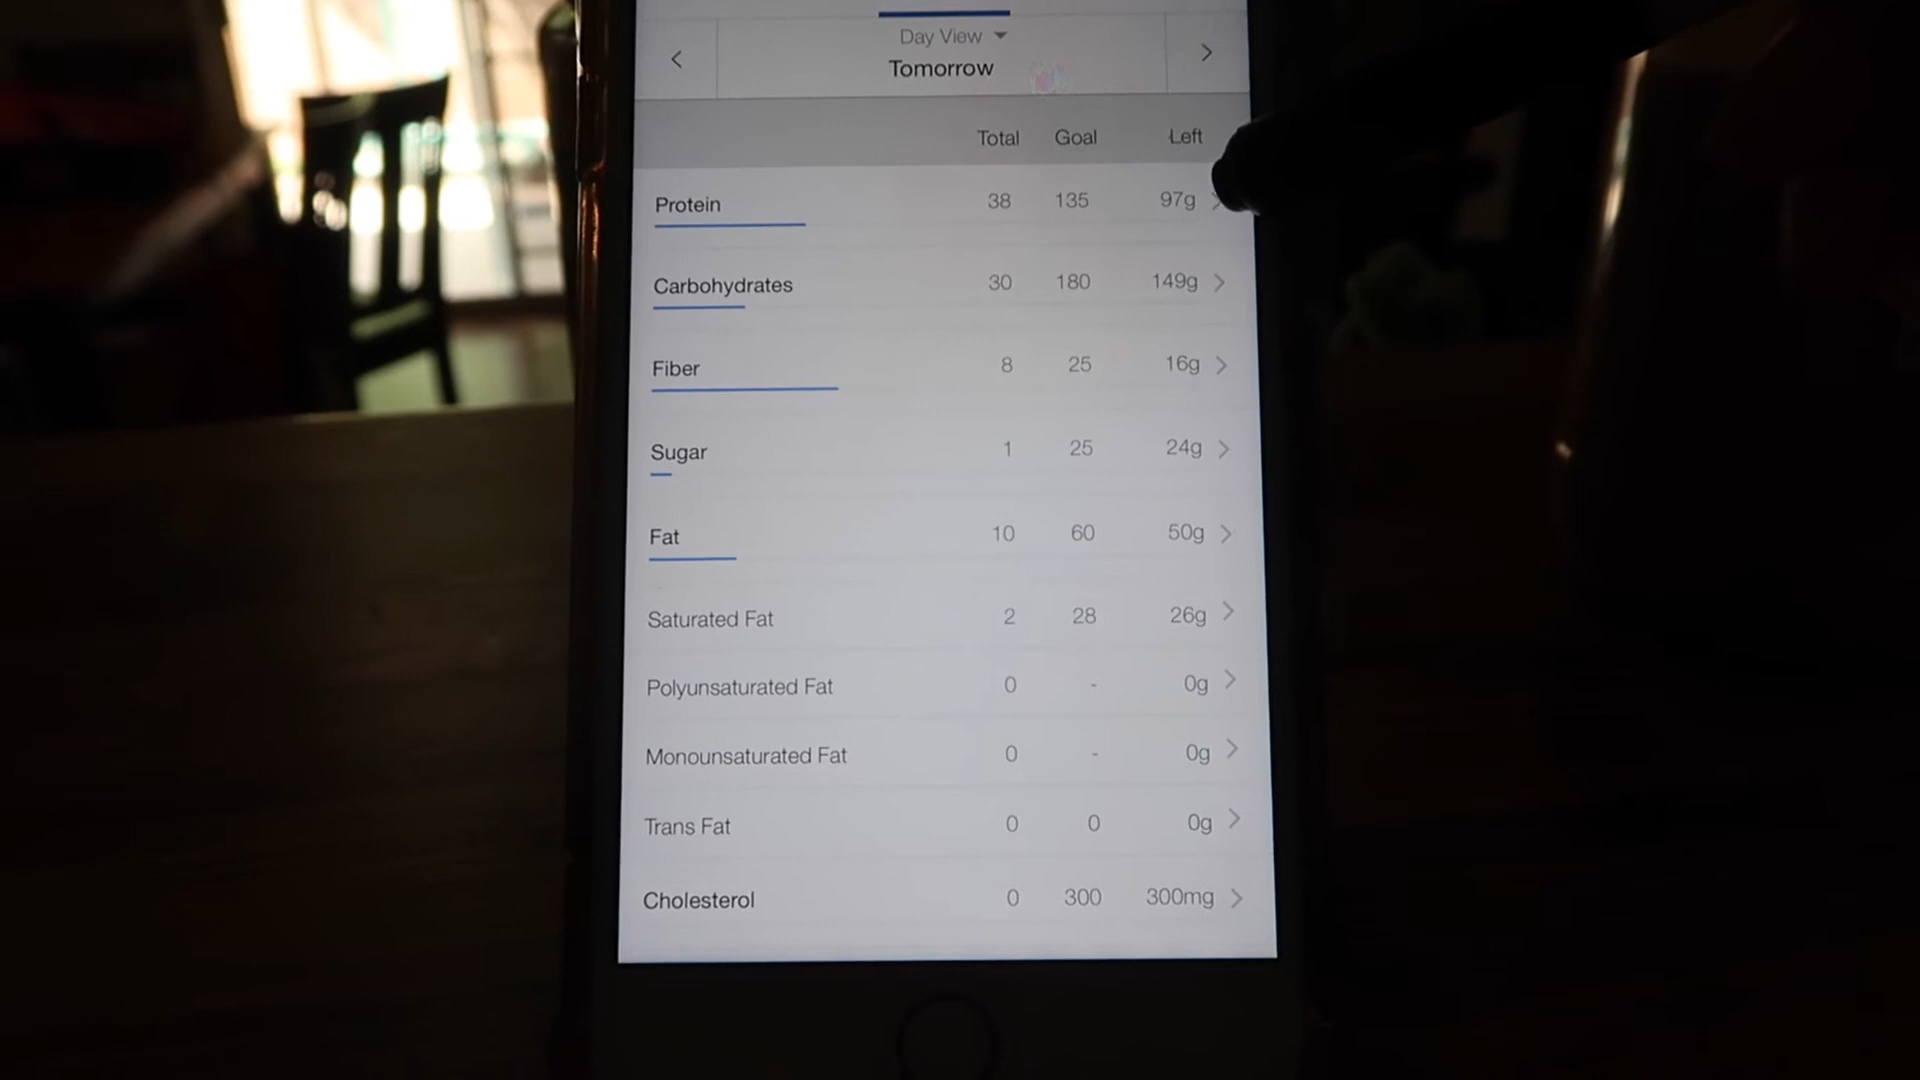 Day View
Tomorrow
Total Goal Left
Protein 38 135 97g
Carbohydrates 30 180 149g
Fiber 8 25 16g
Sugar 1 25 24g
Fat 10 60 50g
Saturated Fat 2 28 26g
Polyunsaturated Fat 0 - 0g
Monounsaturated Fat 0 - 0g
Trans Fat 0 0 0g
Cholesterol 0 300 300mg